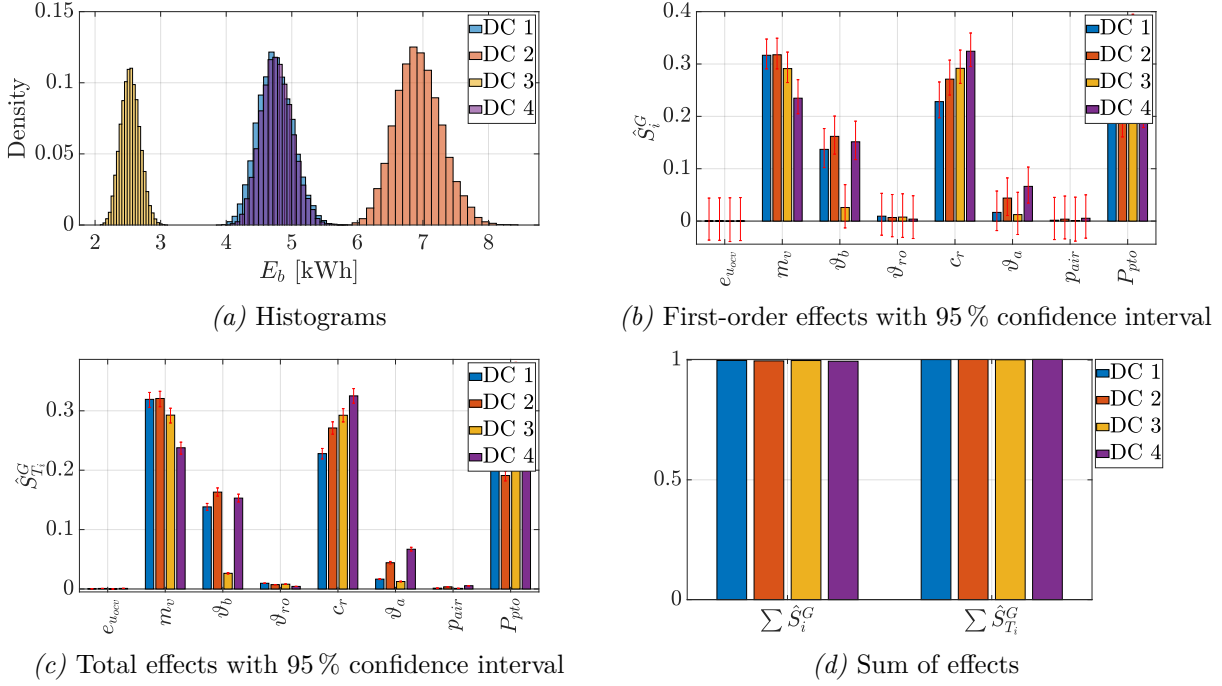 0.15
0.1
0.05
0
Density
2 3 4 5 6 7 8
E_b [kWh]
DC 1
DC 2
DC 3
DC 4
(a) Histograms
0.4
0.3
0.2
0.1
0
Ŝ_i^G
e_{u_{ocv}} m_v ϑ_b ϑ_{ro} c_r ϑ_a p_{air} P_{pto}
DC 1
DC 2
DC 3
DC 4
(b) First-order effects with 95 % confidence interval
0.3
0.2
0.1
0
Ŝ_{T_i}^G
e_{u_{ocv}} m_v ϑ_b ϑ_{ro} c_r ϑ_a p_{air} P_{pto}
DC 1
DC 2
DC 3
DC 4
(c) Total effects with 95 % confidence interval
1
0.5
0
∑ Ŝ_i^G ∑ Ŝ_{T_i}^G
DC 1
DC 2
DC 3
DC 4
(d) Sum of effects